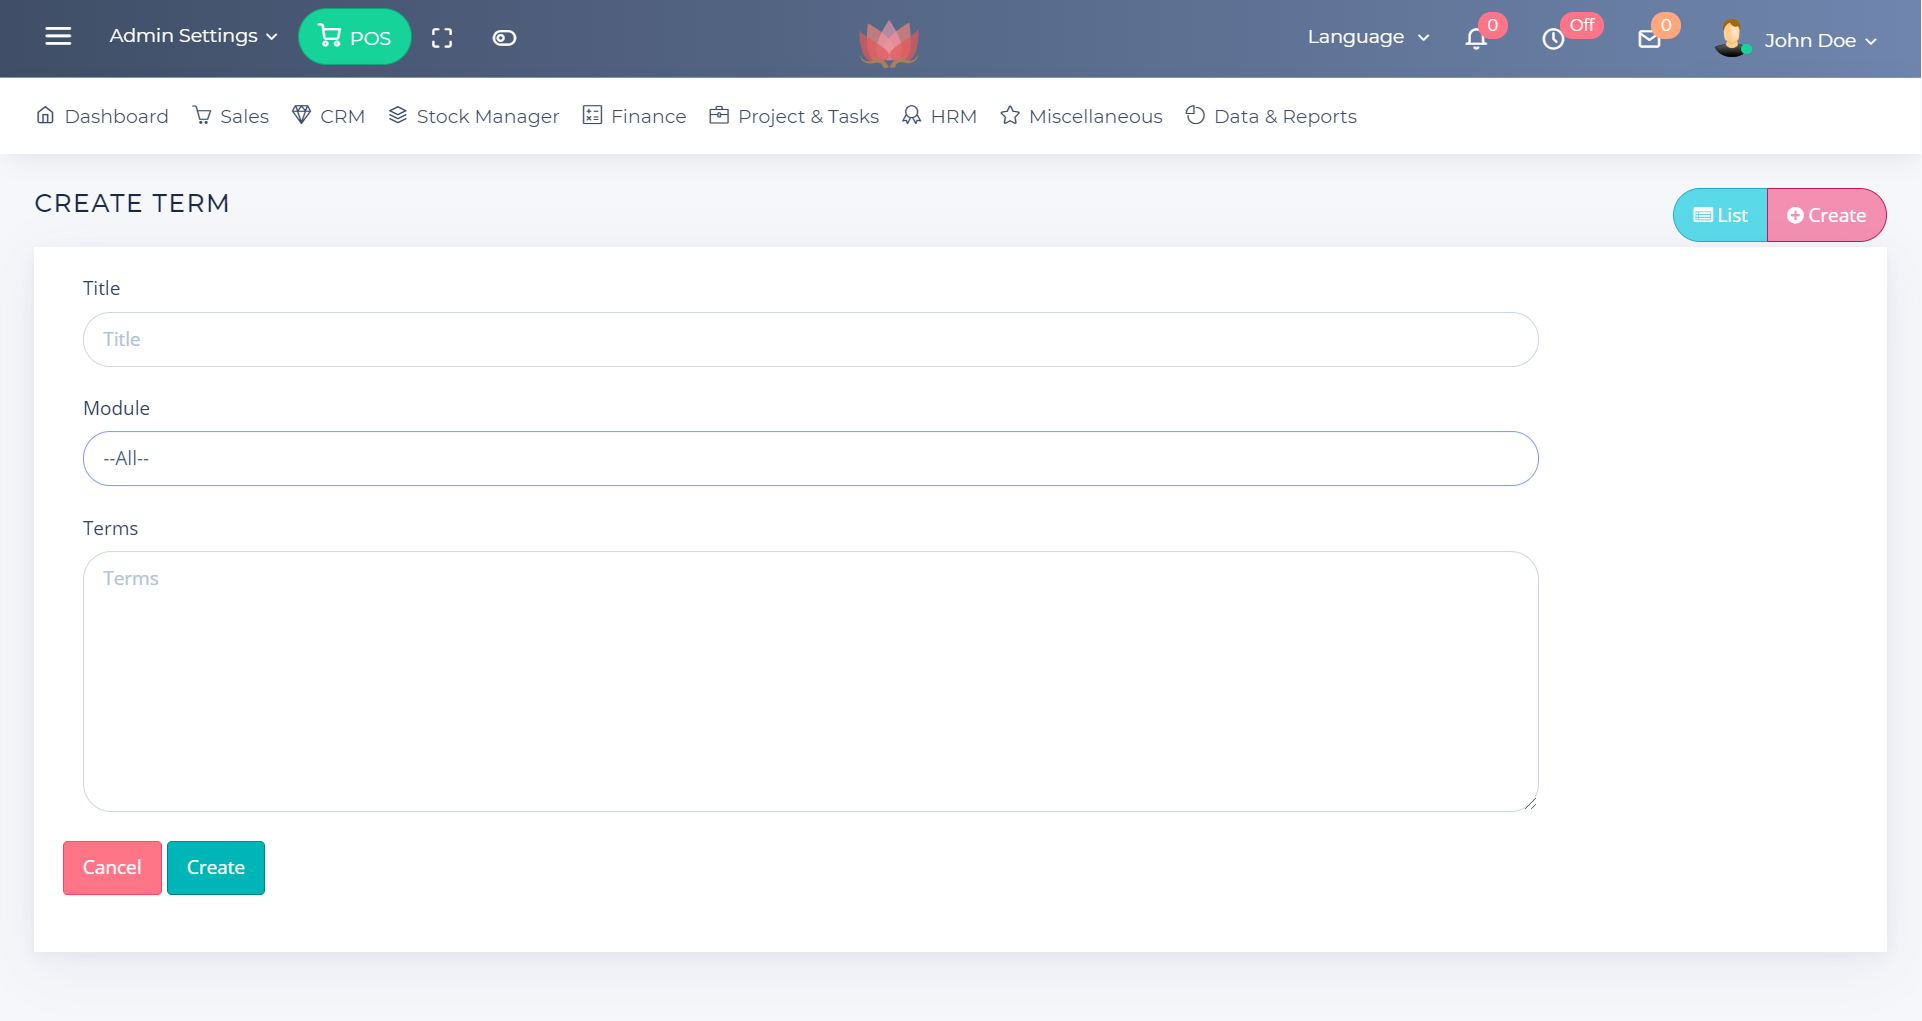 Admin Settings POS Language 0 Off 0 John Doe
Dashboard Sales CRM Stock Manager Finance Project & Tasks HRM Miscellaneous Data & Reports
CREATE TERM
List Create
Title
Title
Module
--All--
Terms
Terms
Cancel Create